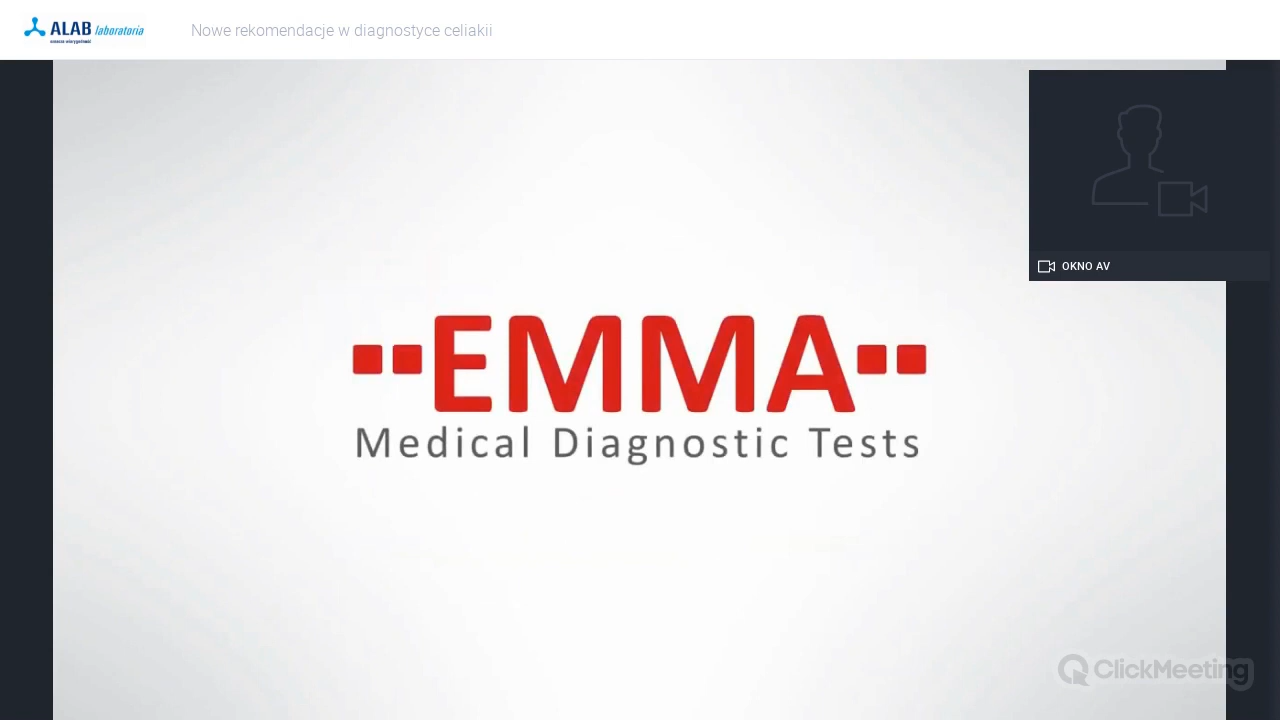 ALAB laboratoria
Nowe rekomendacje w diagnostyce celiakii
OKNO AV
EMMA
Medical Diagnostic Tests
ClickMeeting